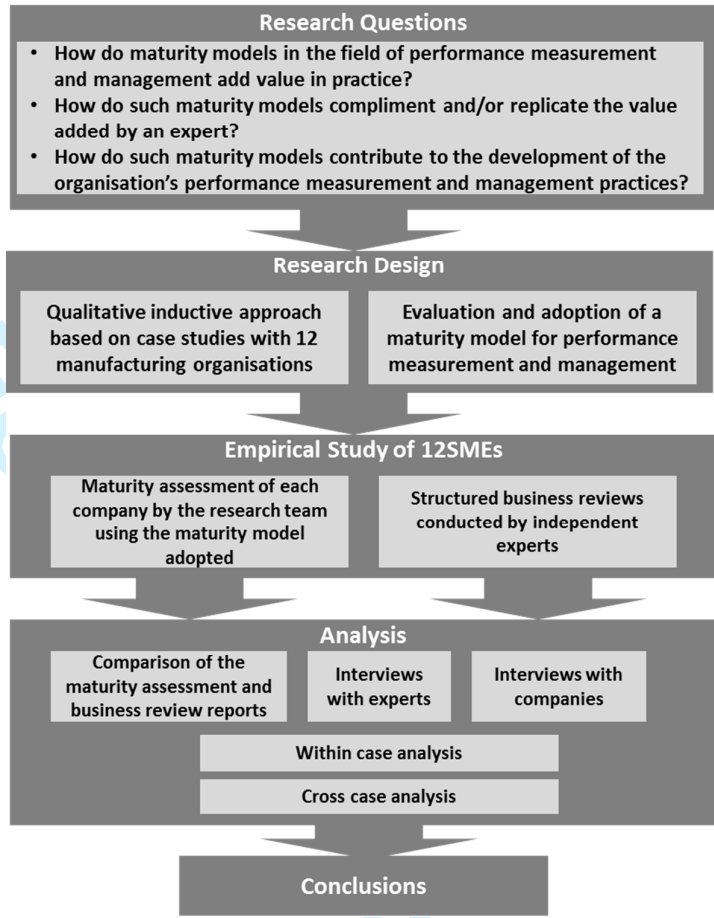 Research Questions
• How do maturity models in the field of performance measurement
and management add value in practice?
• How do such maturity models compliment and/or replicate the value
added by an expert?
• How do such maturity models contribute to the development of the
organisation's performance measurement and management practices?
Research Design
Qualitative inductive approach
based on case studies with 12
manufacturing organisations
Evaluation and adoption of a
maturity model for performance
measurement and management
Empirical Study of 12SMEs
Maturity assessment of each
company by the research team
using the maturity model
adopted
Structured business reviews
conducted by independent
experts
Analysis
Comparison of the
maturity assessment and
business review reports
Interviews
with experts
Interviews with
companies
Within case analysis
Cross case analysis
Conclusions